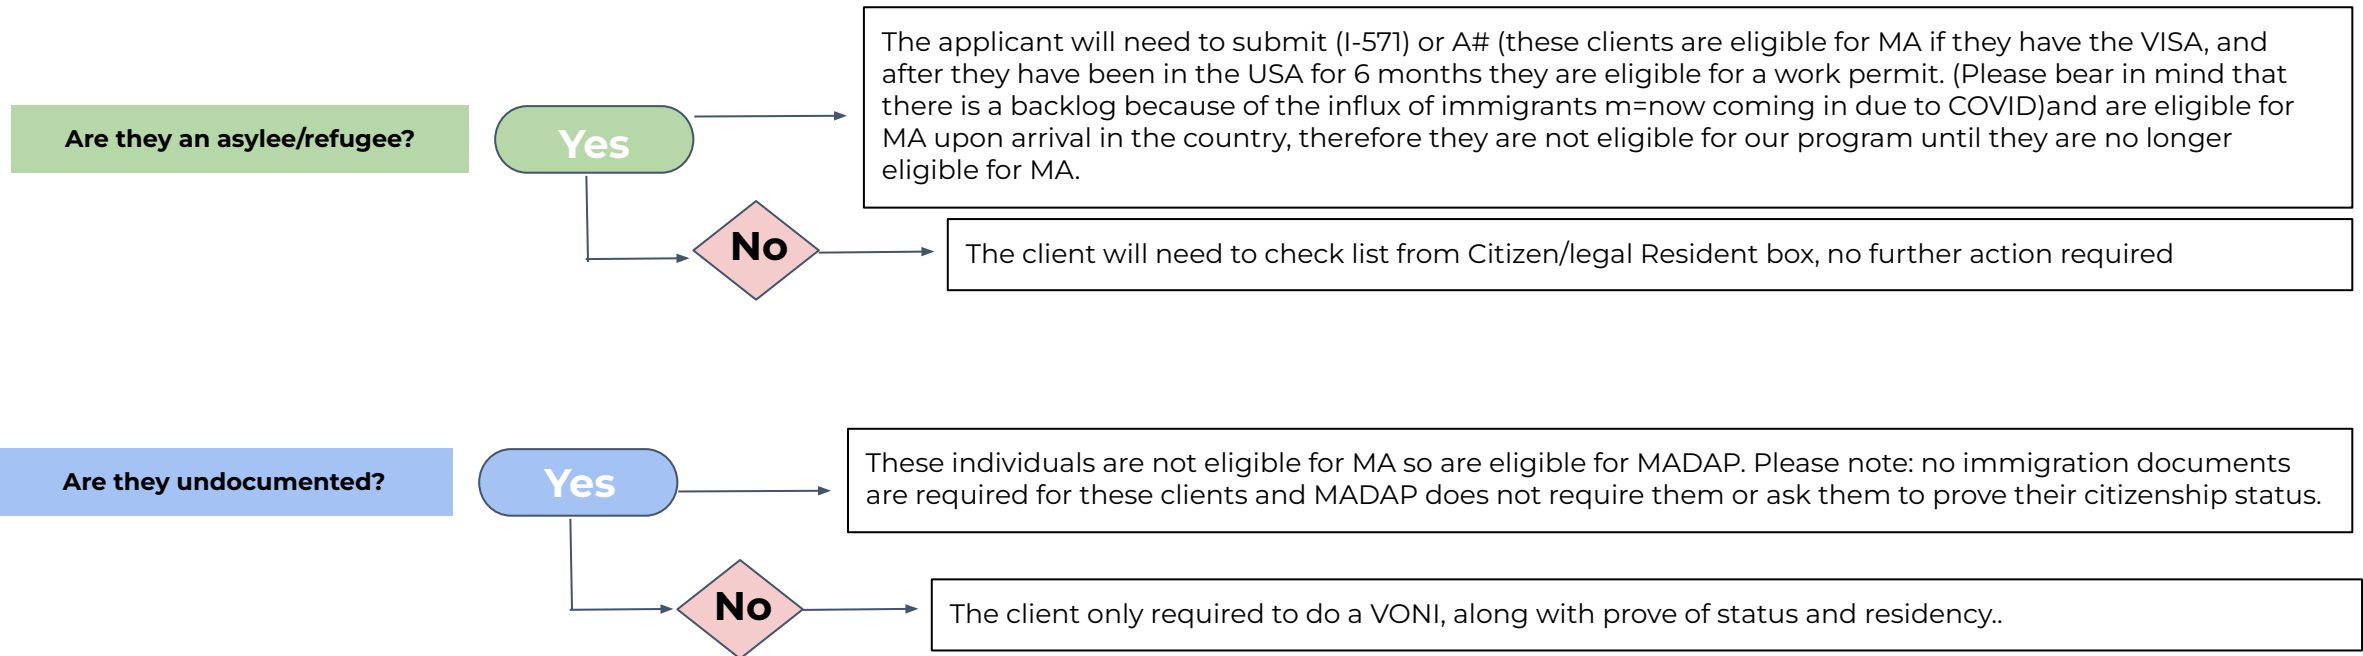 Are they an asylee/refugee?
Yes
The applicant will need to submit (I-571) or A# (these clients are eligible for MA if they have the VISA, and
after they have been in the USA for 6 months they are eligible for a work permit. (Please bear in mind that
there is a backlog because of the influx of immigrants m=now coming in due to COVID)and are eligible for
MA upon arrival in the country, therefore they are not eligible for our program until they are no longer
eligible for MA.
No
The client will need to check list from Citizen/legal Resident box, no further action required
Are they undocumented?
Yes
These individuals are not eligible for MA so are eligible for MADAP. Please note: no immigration documents
are required for these clients and MADAP does not require them or ask them to prove their citizenship status.
No
The client only required to do a VONI, along with prove of status and residency..